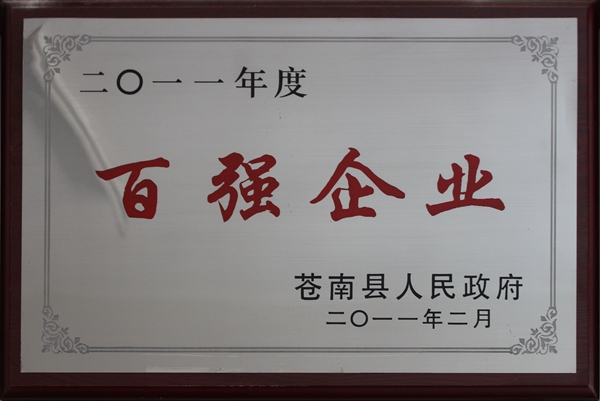 二〇一一年度
百强企业
苍南县人民政府
二〇一一年二月